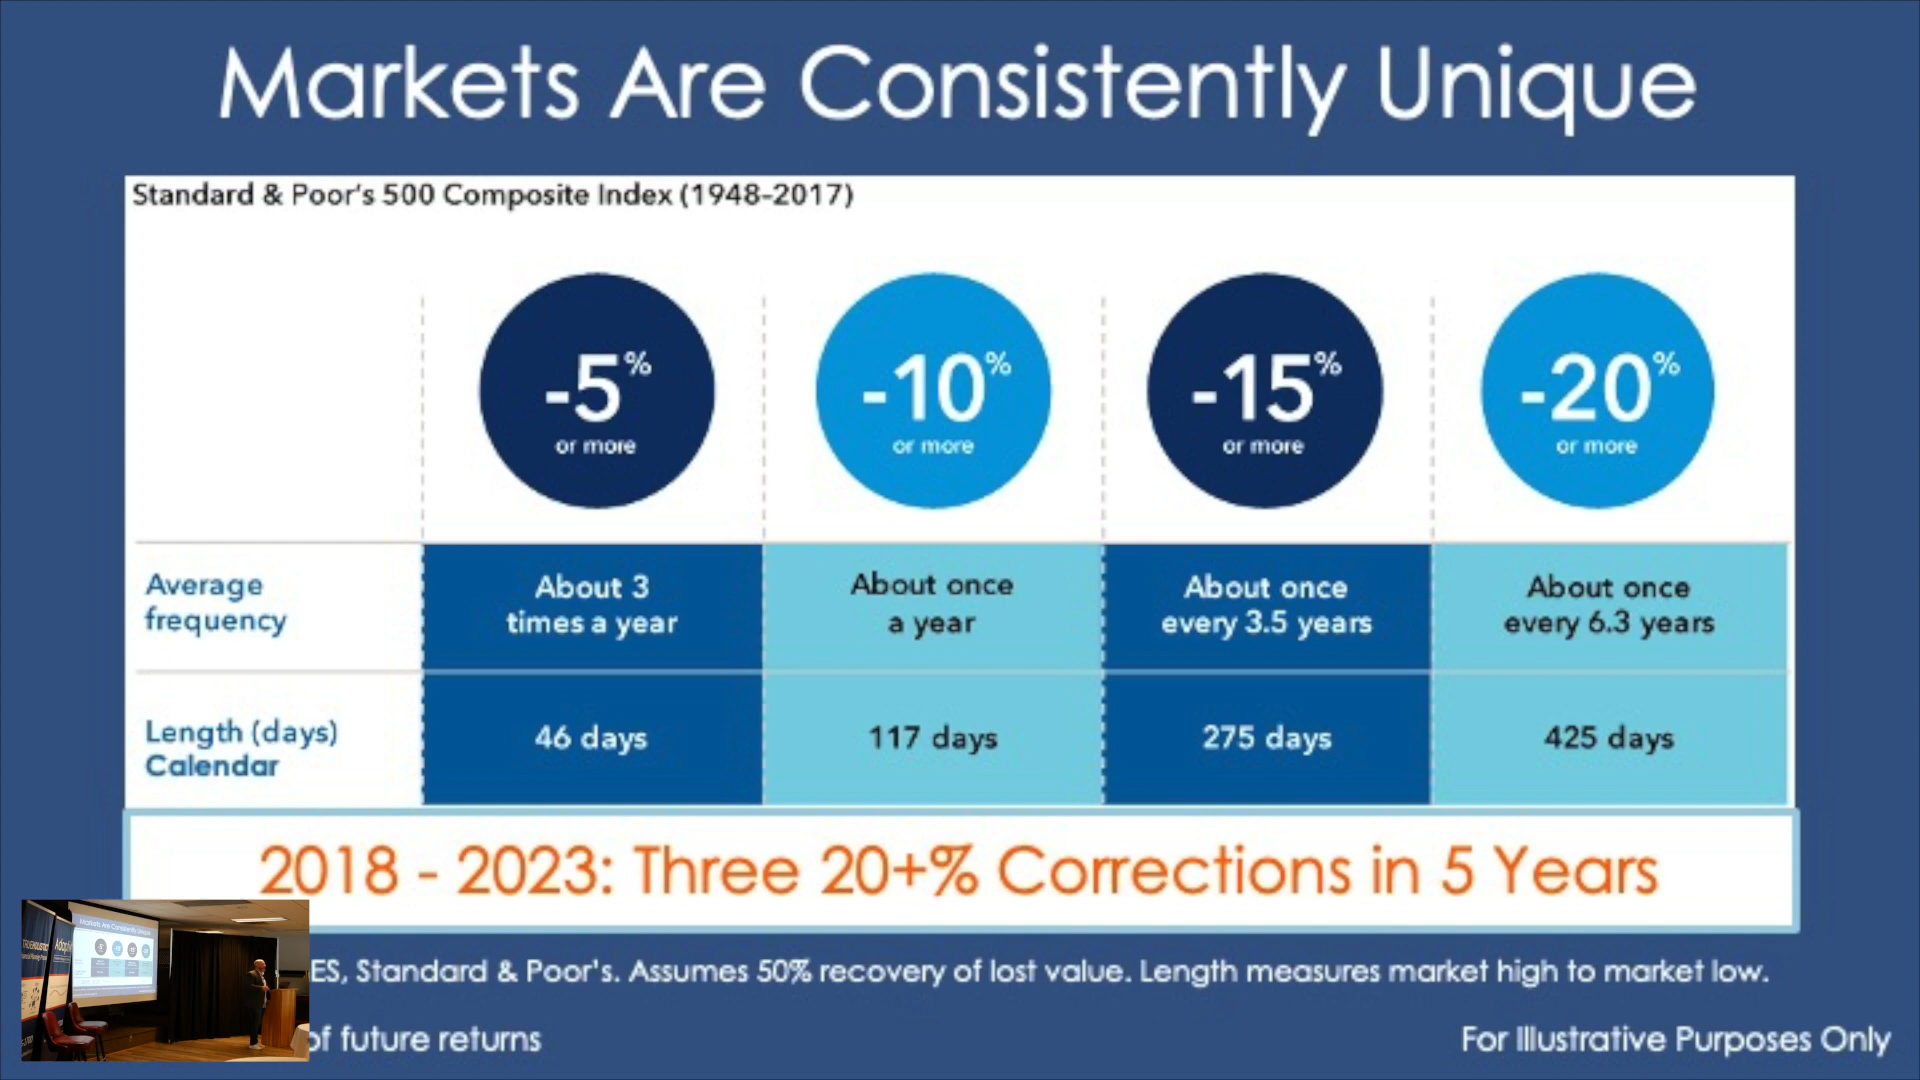 Markets Are Consistently Unique
Standard & Poor's 500 Composite Index (1948-2017)
-5%
or more
-10%
or more
-15%
or more
-20%
or more
Average
frequency
About 3
times a year
About once
a year
About once
every 3.5 years
About once
every 6.3 years
Length (days)
Calendar
46 days
117 days
275 days
425 days
2018 - 2023: Three 20+% Corrections in 5 Years
ES, Standard & Poor's. Assumes 50% recovery of lost value. Length measures market high to market low.
of future returns
For Illustrative Purposes Only
Markets Are Consistently Unique